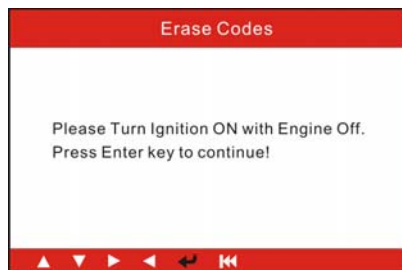 Erase Codes
Please Turn Ignition ON with Engine Off.
Press Enter key to continue!